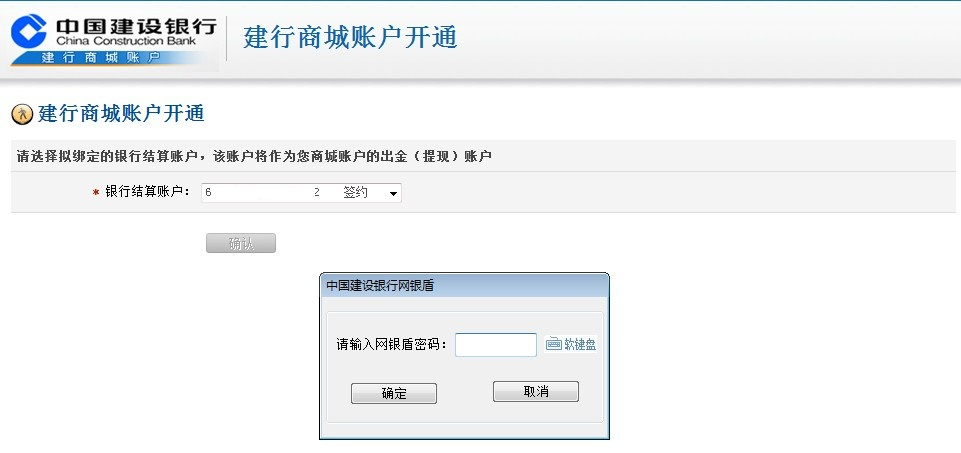 中国建设银行
China Construction Bank
建行商城账户
建行商城账户开通
建行商城账户开通
请选择拟绑定的银行结算账户，该账户将作为您商城账户的出金（提现）账户
* 银行结算账户： 6 2 签约
确认
中国建设银行网银盾
请输入网银盾密码： 软键盘
确定 取消